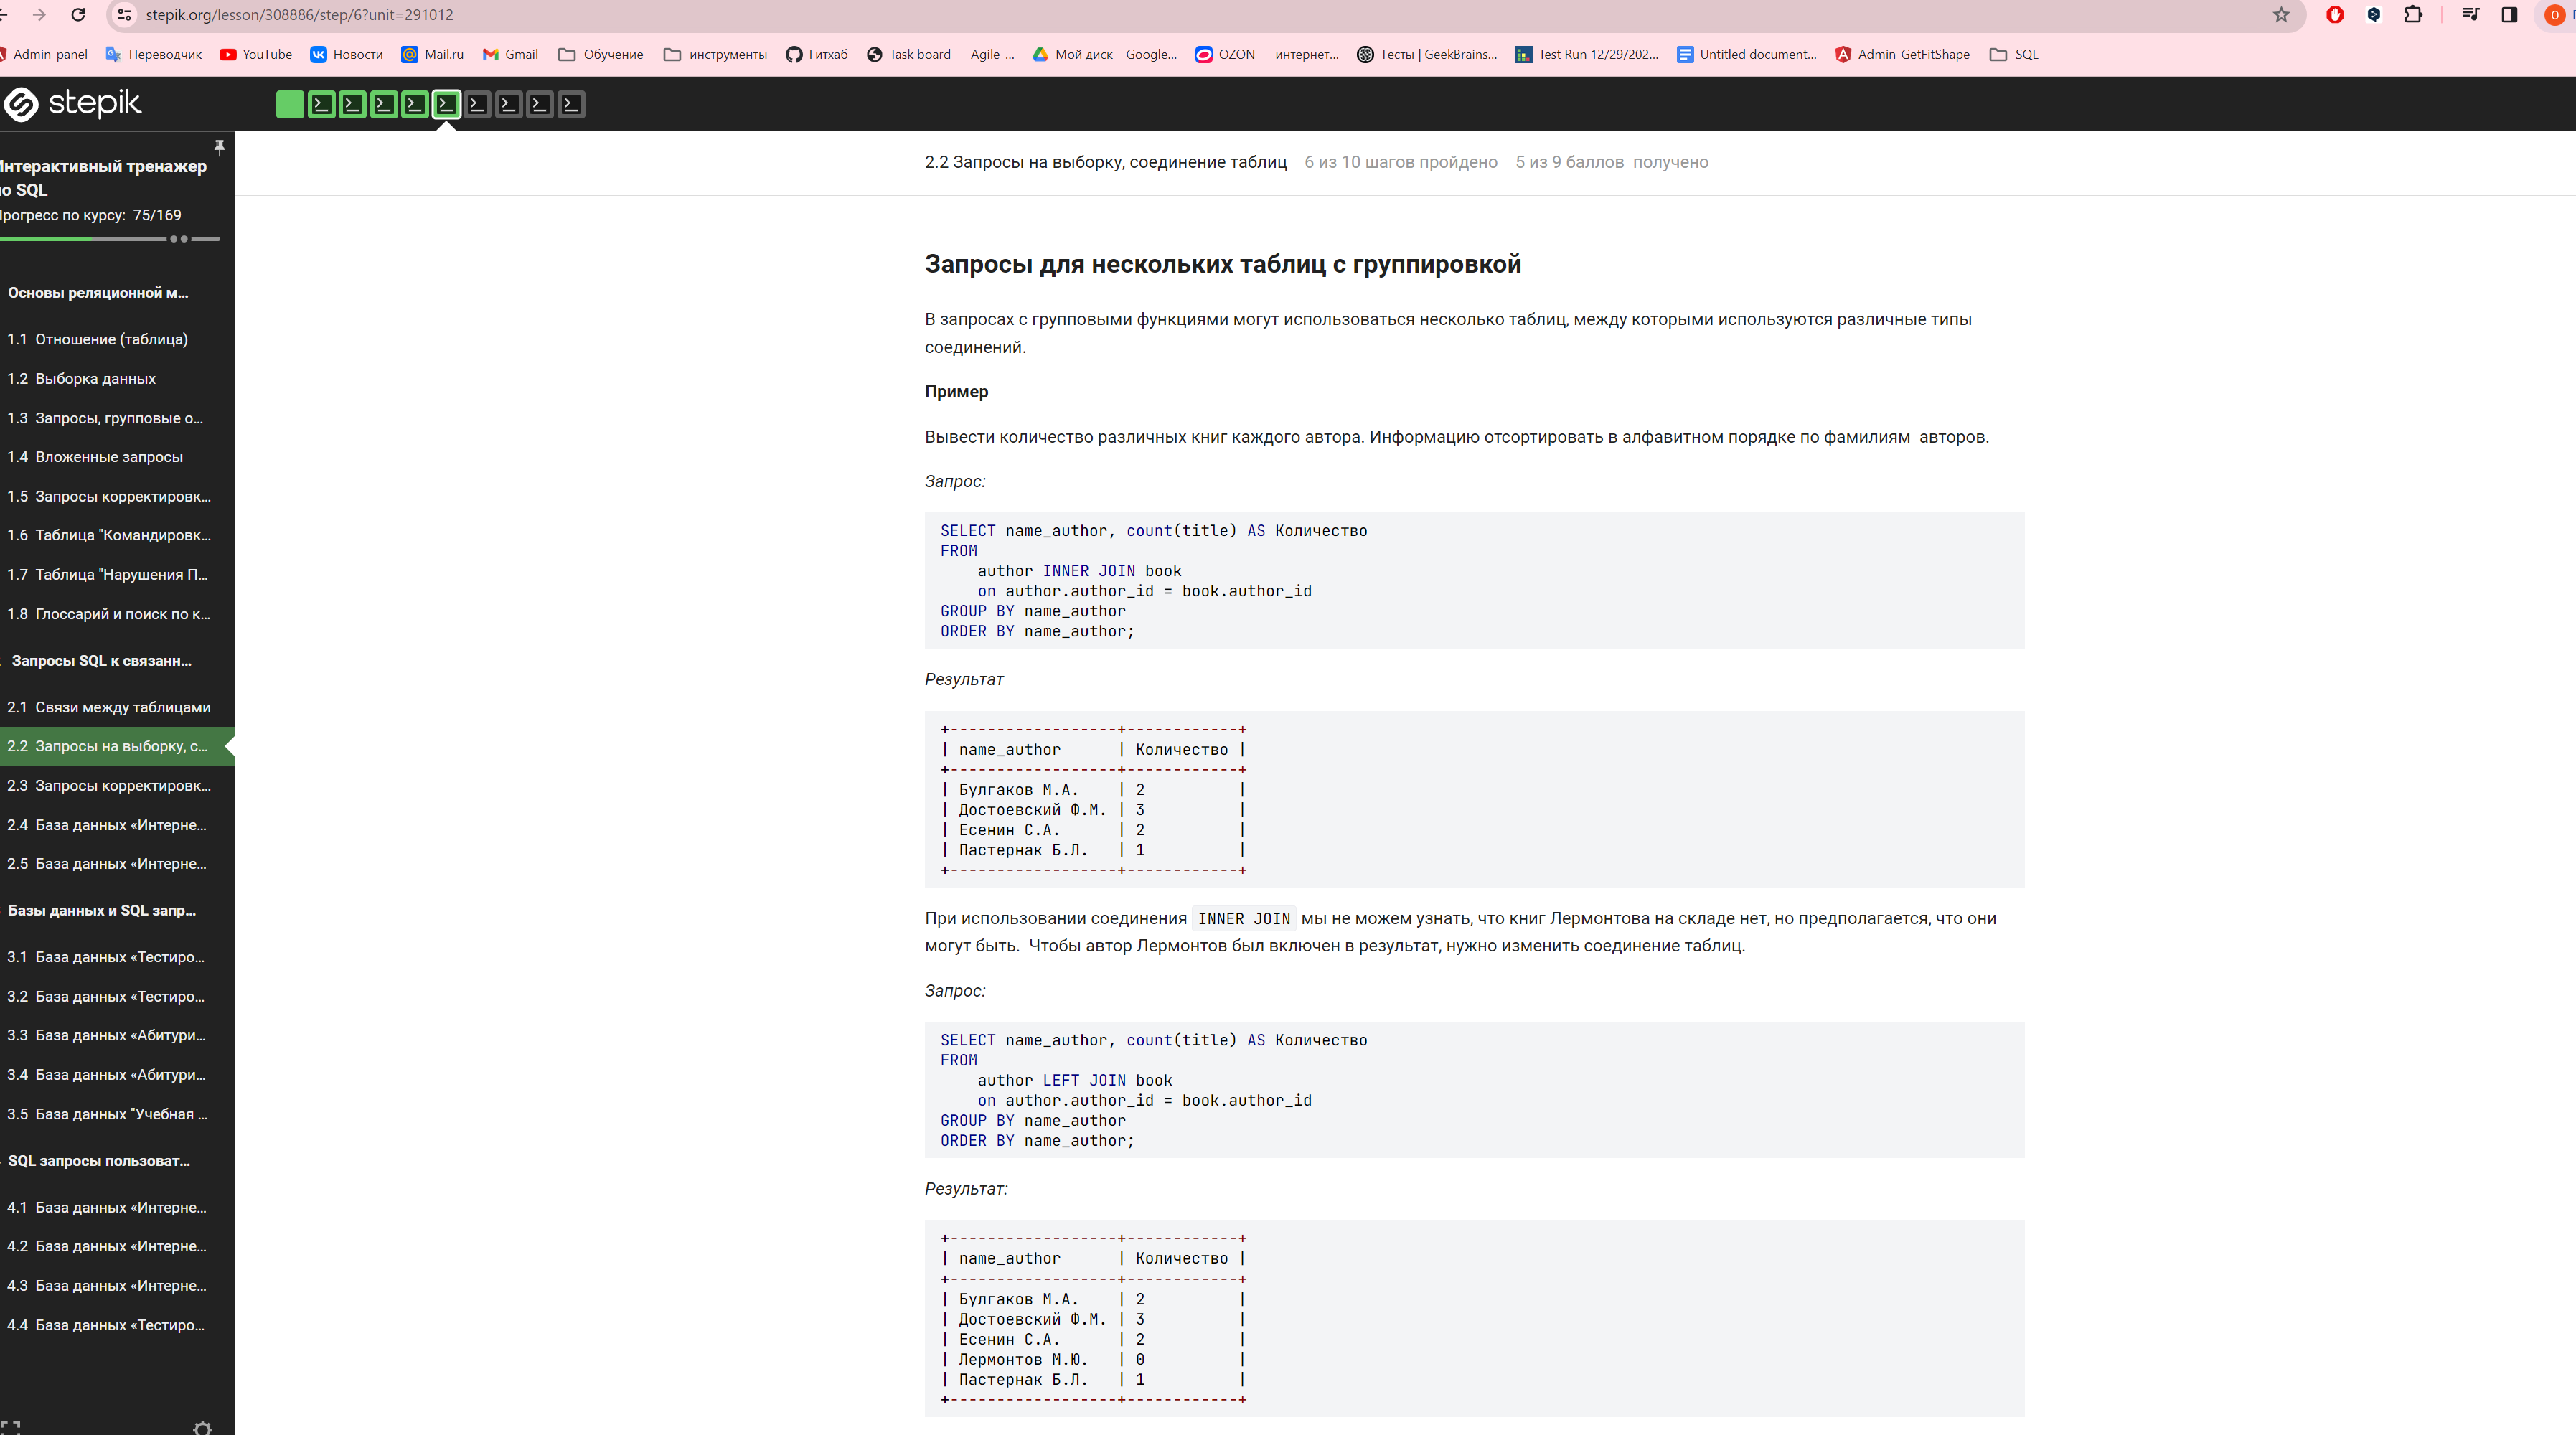 stepik.org/lesson/308886/step/6?unit=291012
Admin-panel Переводчик YouTube Новости Mail.ru Gmail Обучение инструменты Гитхаб Task board — Agile-... Мой диск – Google... OZON — интернет... Тесты | GeekBrains... Test Run 12/29/202... Untitled document... Admin-GetFitShape SQL
stepik
нтерактивный тренажер
о SQL
рогресс по курсу: 75/169
Основы реляционной м...
1.1 Отношение (таблица)
1.2 Выборка данных
1.3 Запросы, групповые о...
1.4 Вложенные запросы
1.5 Запросы корректировк...
1.6 Таблица "Командировк...
1.7 Таблица "Нарушения П...
1.8 Глоссарий и поиск по к...
Запросы SQL к связанн...
2.1 Связи между таблицами
2.2 Запросы на выборку, с...
2.3 Запросы корректировк...
2.4 База данных «Интерне...
2.5 База данных «Интерне...
Базы данных и SQL запр...
3.1 База данных «Тестиро...
3.2 База данных «Тестиро...
3.3 База данных «Абитури...
3.4 База данных «Абитури...
3.5 База данных "Учебная ...
SQL запросы пользоват...
4.1 База данных «Интерне...
4.2 База данных «Интерне...
4.3 База данных «Интерне...
4.4 База данных «Тестиро...
2.2 Запросы на выборку, соединение таблиц 6 из 10 шагов пройдено 5 из 9 баллов получено
Запросы для нескольких таблиц с группировкой
В запросах с групповыми функциями могут использоваться несколько таблиц, между которыми используются различные типы
соединений.
Пример
Вывести количество различных книг каждого автора. Информацию отсортировать в алфавитном порядке по фамилиям авторов.
Запрос:
SELECT name_author, count(title) AS Количество
FROM
    author INNER JOIN book
    on author.author_id = book.author_id
GROUP BY name_author
ORDER BY name_author;
Результат
+------------------+------------+
| name_author      | Количество |
+------------------+------------+
| Булгаков М.А.    | 2          |
| Достоевский Ф.М. | 3          |
| Есенин С.А.      | 2          |
| Пастернак Б.Л.   | 1          |
+------------------+------------+
При использовании соединения INNER JOIN мы не можем узнать, что книг Лермонтова на складе нет, но предполагается, что они
могут быть. Чтобы автор Лермонтов был включен в результат, нужно изменить соединение таблиц.
Запрос:
SELECT name_author, count(title) AS Количество
FROM
    author LEFT JOIN book
    on author.author_id = book.author_id
GROUP BY name_author
ORDER BY name_author;
Результат:
+------------------+------------+
| name_author      | Количество |
+------------------+------------+
| Булгаков М.А.    | 2          |
| Достоевский Ф.М. | 3          |
| Есенин С.А.      | 2          |
| Лермонтов М.Ю.   | 0          |
| Пастернак Б.Л.   | 1          |
+------------------+------------+